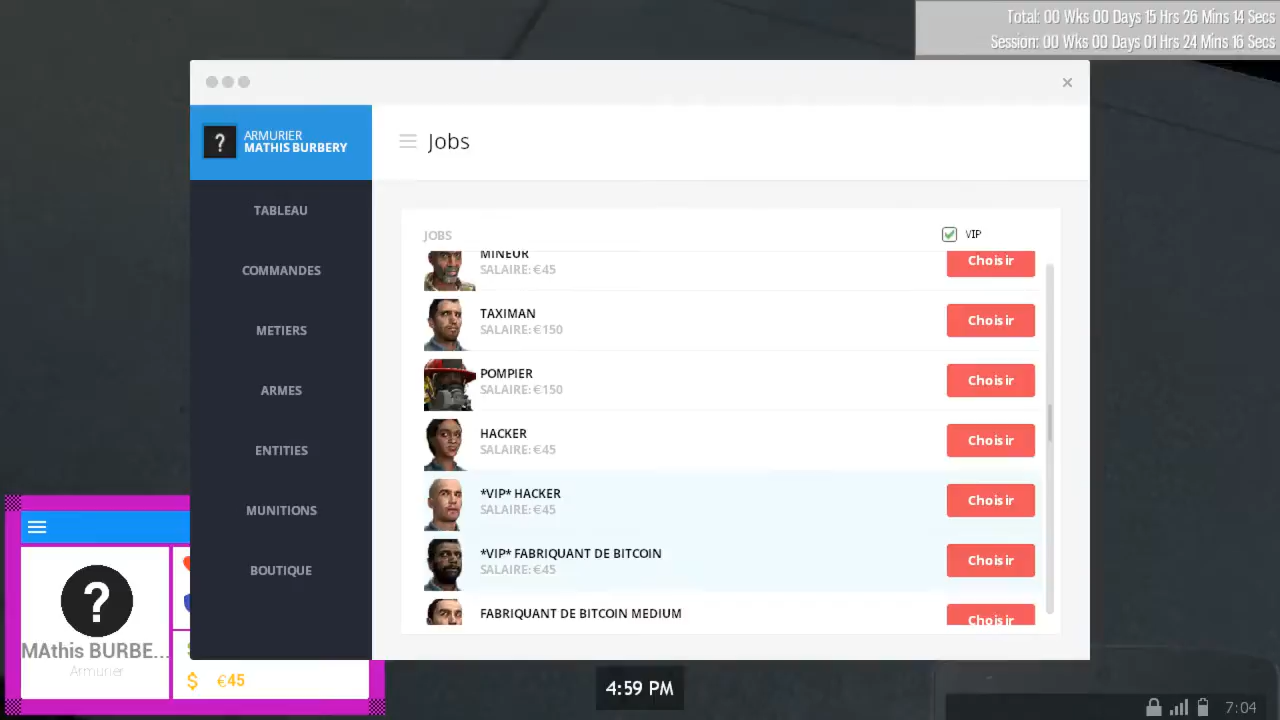 Total: 00 Wks 00 Days 15 Hrs 26 Mins 14 Secs
Session: 00 Wks 00 Days 01 Hrs 24 Mins 16 Secs
?
ARMURIER
MATHIS BURBERY
Jobs
TABLEAU
COMMANDES
METIERS
ARMES
ENTITIES
MUNITIONS
BOUTIQUE
JOBS
VIP
MINEUR
SALAIRE: €45
Choisir
TAXIMAN
SALAIRE: €150
Choisir
POMPIER
SALAIRE: €150
Choisir
HACKER
SALAIRE: €45
Choisir
*VIP* HACKER
SALAIRE: €45
Choisir
*VIP* FABRIQUANT DE BITCOIN
SALAIRE: €45
Choisir
FABRIQUANT DE BITCOIN MEDIUM
Choisir
?
MAthis BURBE...
Armurier
$ €45
4:59 PM
7:04